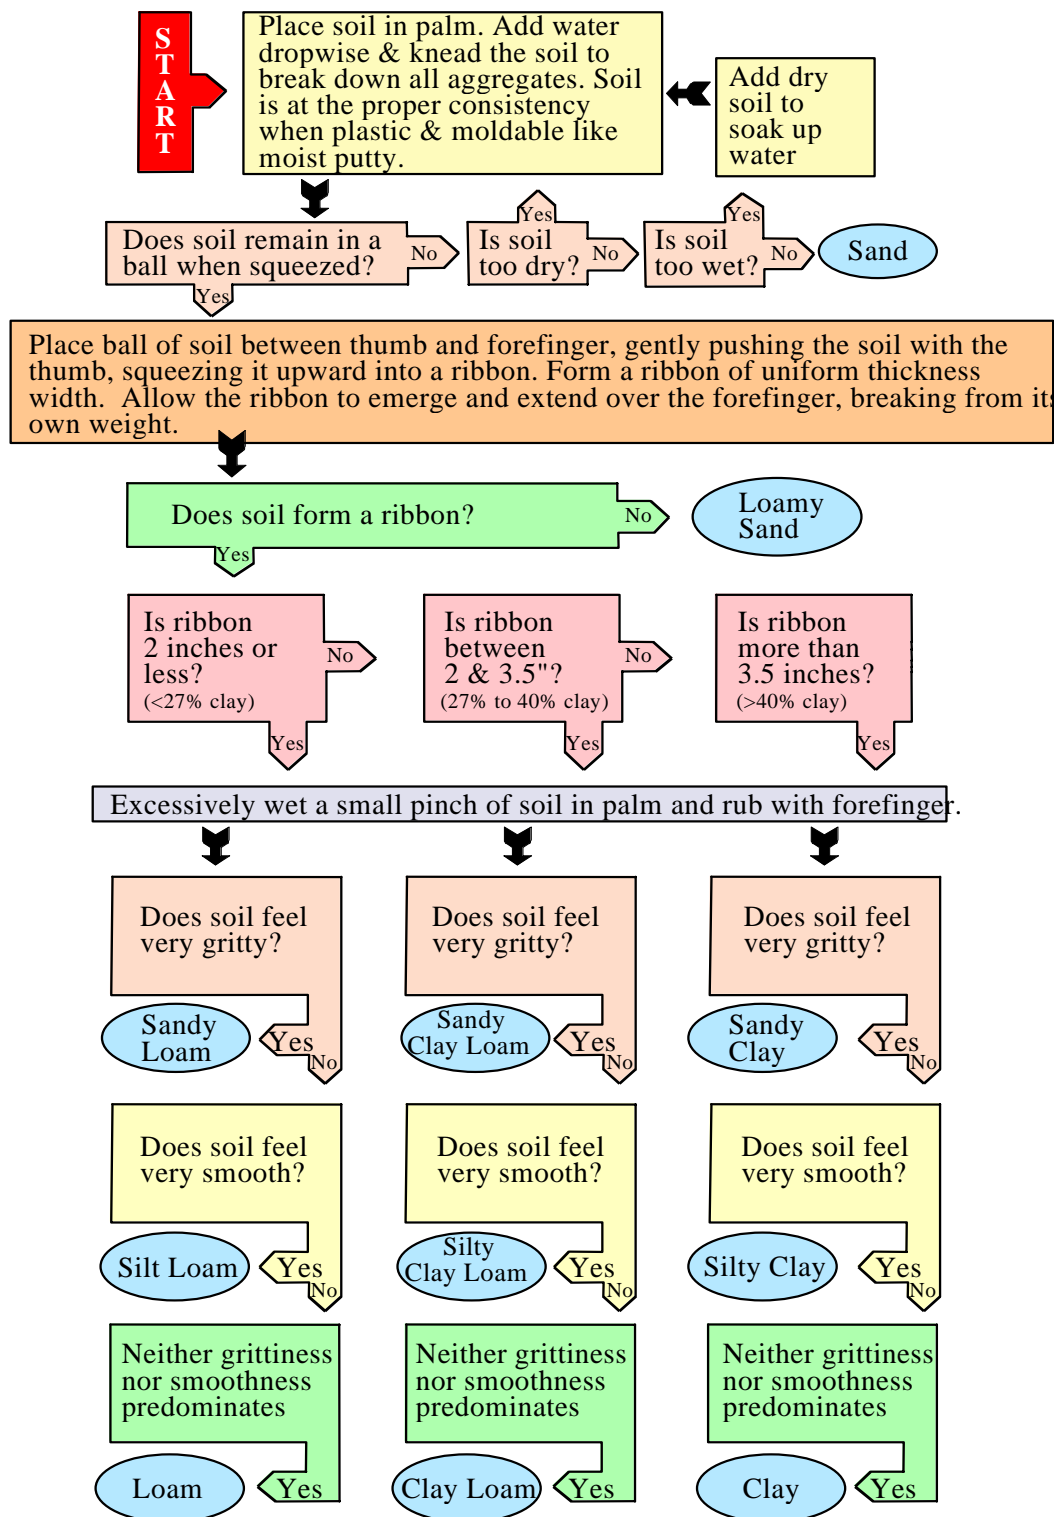 START
Place soil in palm. Add water
dropwise & knead the soil to
break down all aggregates. Soil
is at the proper consistency
when plastic & moldable like
moist putty.
Add dry
soil to
soak up
water
Does soil remain in a
ball when squeezed?
No
Yes
Is soil
too dry?
Yes
No
Is soil
too wet?
Yes
No
Sand
Place ball of soil between thumb and forefinger, gently pushing the soil with the
thumb, squeezing it upward into a ribbon. Form a ribbon of uniform thickness
width. Allow the ribbon to emerge and extend over the forefinger, breaking from its
own weight.
Does soil form a ribbon?
No
Yes
Loamy
Sand
Is ribbon
2 inches or
less?
(<27% clay)
No
Yes
Is ribbon
between
2 & 3.5"?
(27% to 40% clay)
No
Yes
Is ribbon
more than
3.5 inches?
(>40% clay)
Yes
Excessively wet a small pinch of soil in palm and rub with forefinger.
Does soil feel
very gritty?
Sandy
Loam
Yes
No
Does soil feel
very gritty?
Sandy
Clay Loam
Yes
No
Does soil feel
very gritty?
Sandy
Clay
Yes
No
Does soil feel
very smooth?
Silt Loam
Yes
No
Does soil feel
very smooth?
Silty
Clay Loam
Yes
No
Does soil feel
very smooth?
Silty Clay
Yes
No
Neither grittiness
nor smoothness
predominates
Loam
Yes
Neither grittiness
nor smoothness
predominates
Clay Loam
Yes
Neither grittiness
nor smoothness
predominates
Clay
Yes